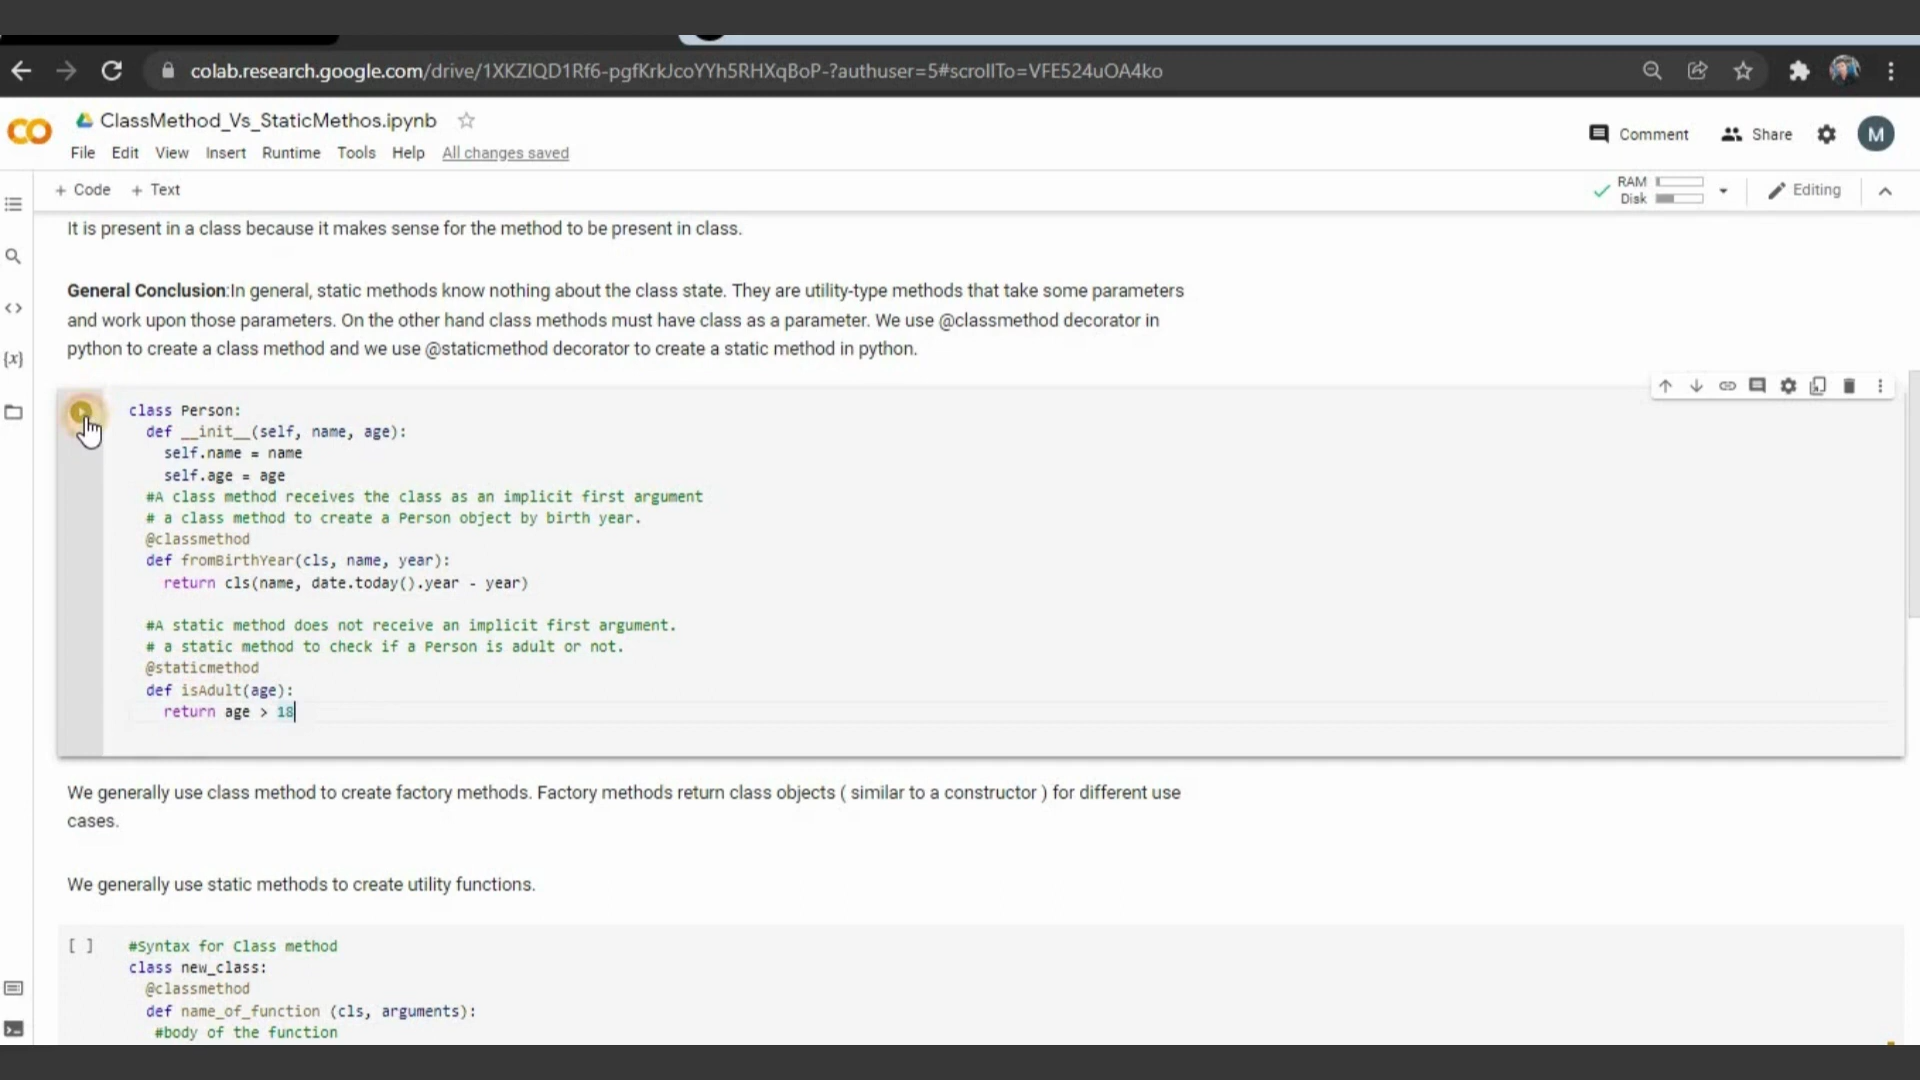 colab.research.google.com/drive/1XKZIQD1Rf6-pgfKrkJcoYYh5RHXqBoP-?authuser=5#scrollTo=VFE524uOA4ko
ClassMethod_Vs_StaticMethos.ipynb
Comment
Share
M
File Edit View Insert Runtime Tools Help All changes saved
+ Code + Text
RAM
Disk
Editing
It is present in a class because it makes sense for the method to be present in class.
General Conclusion:In general, static methods know nothing about the class state. They are utility-type methods that take some parameters
and work upon those parameters. On the other hand class methods must have class as a parameter. We use @classmethod decorator in
python to create a class method and we use @staticmethod decorator to create a static method in python.
class Person:
def __init__(self, name, age):
self.name = name
self.age = age
#A class method receives the class as an implicit first argument
# a class method to create a Person object by birth year.
@classmethod
def fromBirthYear(cls, name, year):
return cls(name, date.today().year - year)
#A static method does not receive an implicit first argument.
# a static method to check if a Person is adult or not.
@staticmethod
def isAdult(age):
return age > 18
We generally use class method to create factory methods. Factory methods return class objects ( similar to a constructor ) for different use
cases.
We generally use static methods to create utility functions.
[ ] #Syntax for Class method
class new_class:
@classmethod
def name_of_function (cls, arguments):
#body of the function